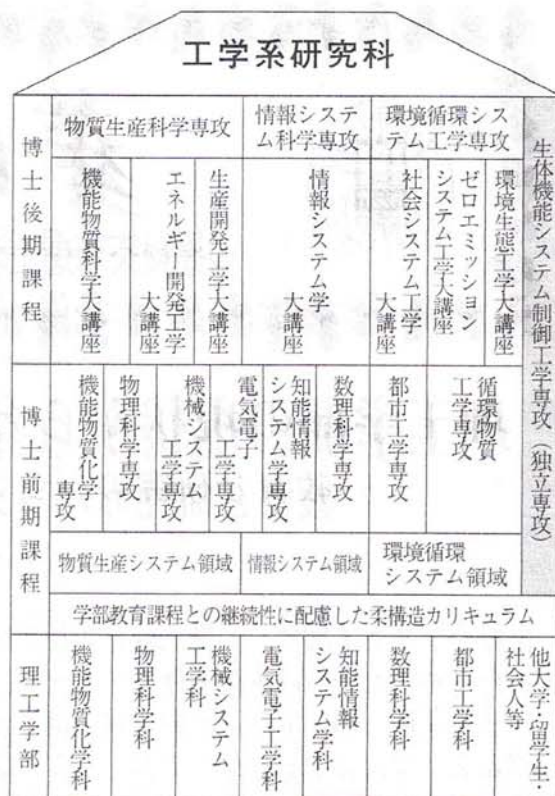 工学系研究科
博士後期課程
物質生産科学専攻
情報システ
ム科学専攻
環境循環シス
テム工学専攻
生体機能システム制御工学専攻（独立専攻）
機能物質科学大講座
エネルギー開発工学
大講座
生産開発工学大講座
情報システム学
大講座
社会システム工学
大講座
ゼロエミッション
システム工学大講座
環境生態工学大講座
博士前期課程
機能物質化学
専攻
物理科学専攻
機械システム
工学専攻
電気電子
工学専攻
知能情報
システム学専攻
数理科学専攻
都市工学専攻
循環物質
工学専攻
物質生産システム領域
情報システム領域
環境循環
システム領域
学部教育課程との継続性に配慮した柔構造カリキュラム
理工学部
機能物質化学科
物理科学科
機械システム
工学科
電気電子工学科
知能情報
システム学科
数理科学科
都市工学科
他大学・留学生・
社会人等